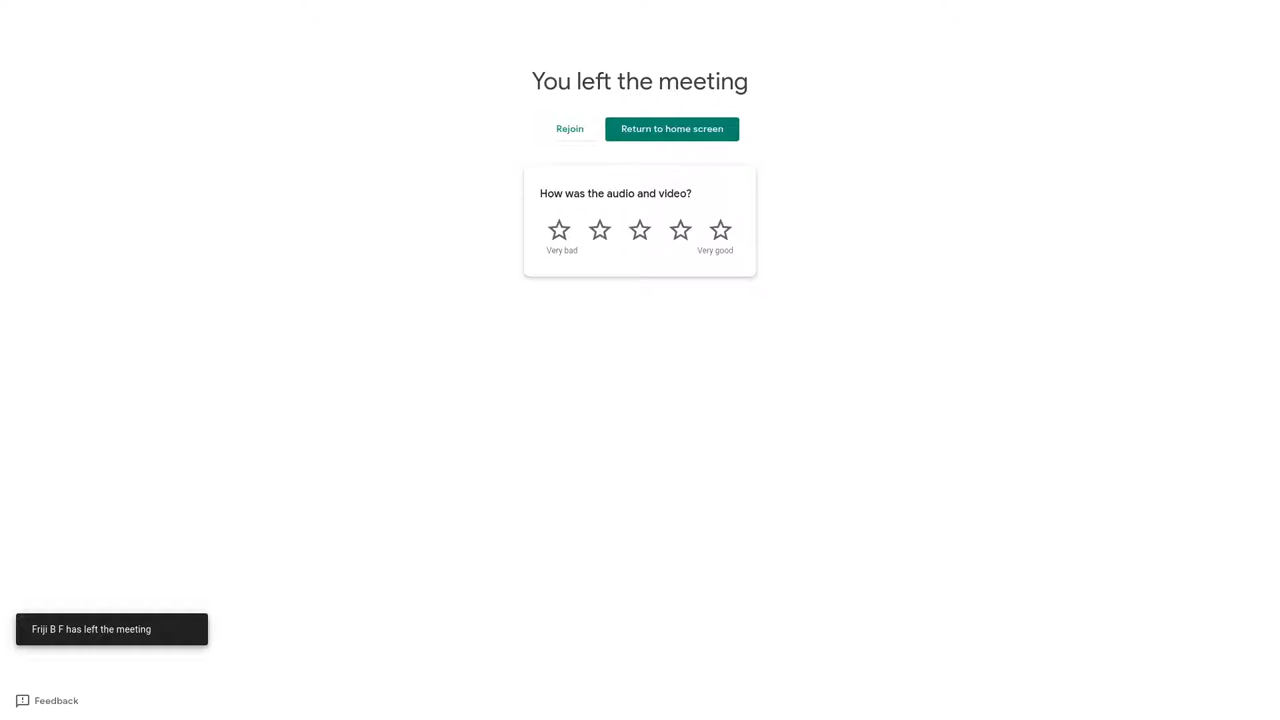 You left the meeting
Rejoin
Return to home screen
How was the audio and video?
Very bad
Very good
Friji B F has left the meeting
Feedback